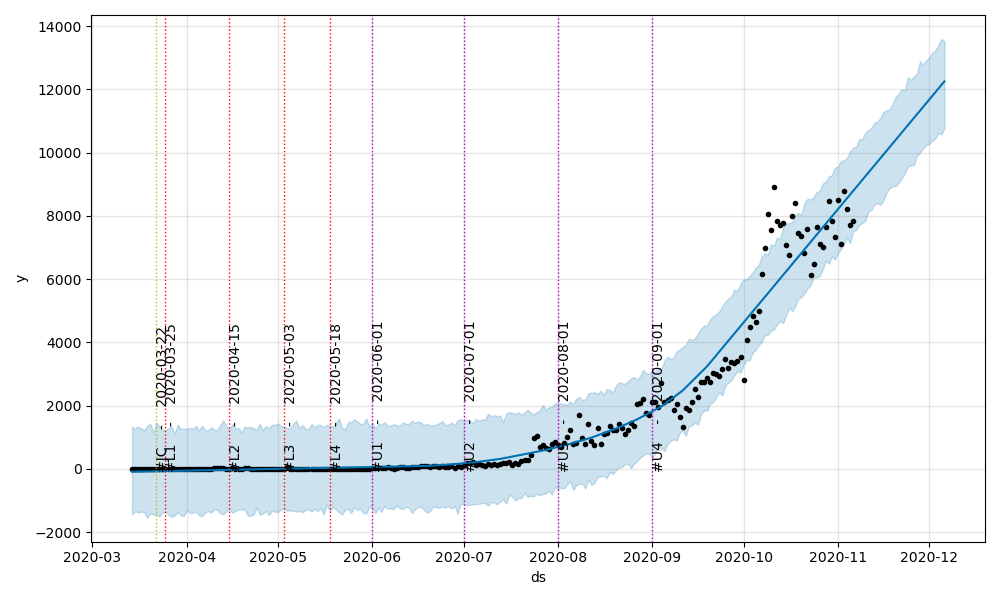 14000
12000
10000
8000
6000
4000
2000
0
−2000
y
#JC - 2020-03-22
#L1 - 2020-03-25
#L2 - 2020-04-15
#L3 - 2020-05-03
#L4 - 2020-05-18
#U1 - 2020-06-01
#U2 - 2020-07-01
#U3 - 2020-08-01
#U4 - 2020-09-01
2020-03
2020-04
2020-05
2020-06
2020-07
2020-08
2020-09
2020-10
2020-11
2020-12
ds